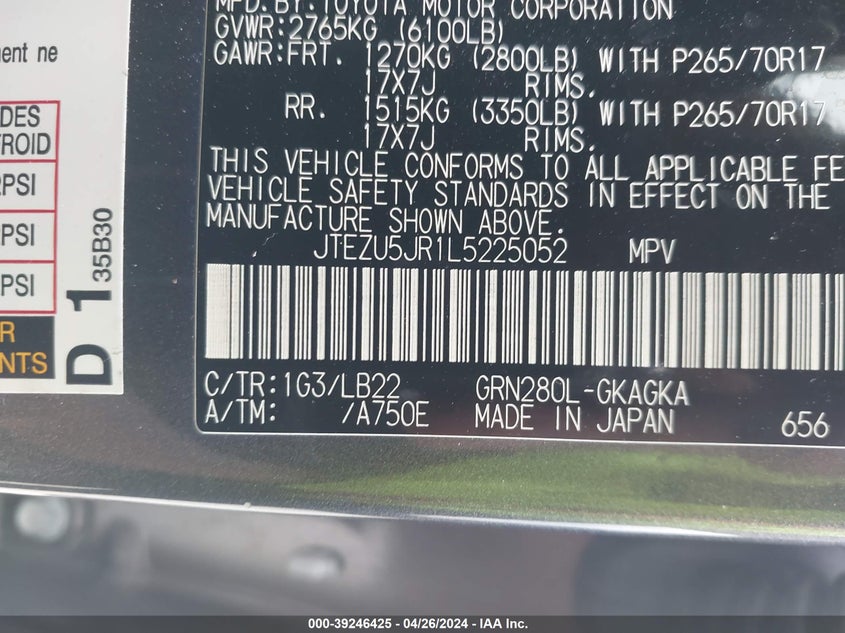 ment ne
DES
TROID
PSI
PSI
PSI
R
NTS
D 1
35B30
MFD.BY:TOYOTA MOTOR CORPORATION
GVWR:2765KG (6100LB)
GAWR:FRT. 1270KG (2800LB) WITH P265/70R17
17X7J RIMS.
RR. 1515KG (3350LB) WITH P265/70R17
17X7J RIMS.
THIS VEHICLE CONFORMS TO ALL APPLICABLE FE
VEHICLE SAFETY STANDARDS IN EFFECT ON THE
MANUFACTURE SHOWN ABOVE.
JTEZU5JR1L5225052 MPV
C/TR:1G3/LB22 GRN280L-GKAGKA
A/TM: /A750E MADE IN JAPAN 656
000-39246425 - 04/26/2024 - IAA Inc.